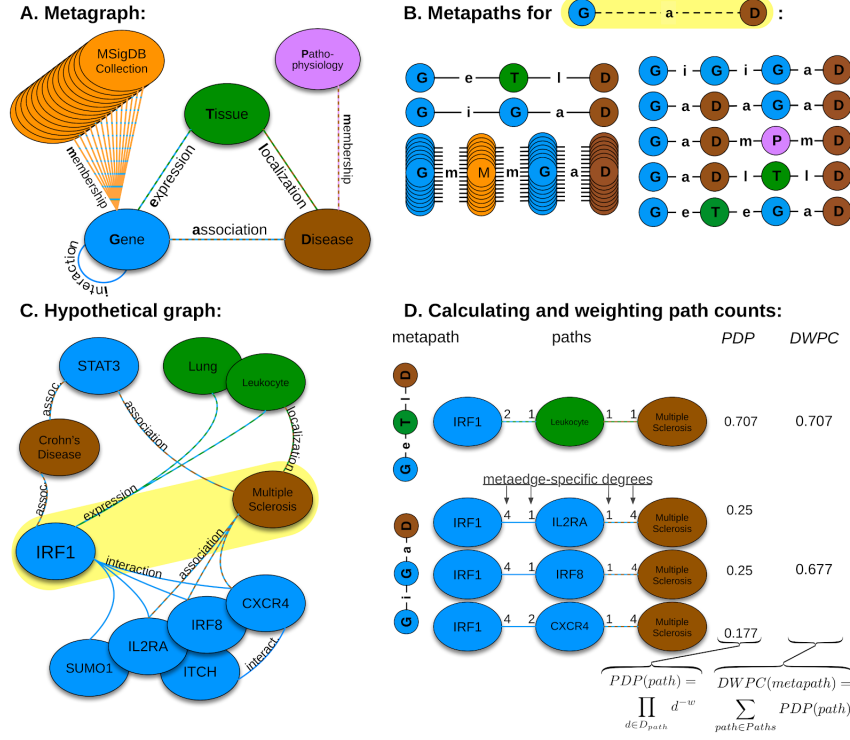 A. Metagraph:
MSigDB
Collection
Patho-
physiology
Tissue
membership
expression
localization
membership
Gene
association
Disease
interaction
B. Metapaths for G a D :
G e T l D
G i G a D
G m M m G a D
G i G i G a D
G a D a G a D
G a D m P m D
G a D l T l D
G e T e G a D
C. Hypothetical graph:
STAT3
Lung
Leukocyte
assoc.
association
localization
Crohn's
Disease
assoc.
expression
Multiple
Sclerosis
IRF1
interaction
association
CXCR4
IRF8
IL2RA
SUMO1
ITCH
interact.
D. Calculating and weighting path counts:
metapath paths PDP DWPC
G e T l D
IRF1 2 1 Leukocyte 1 1 Multiple
Sclerosis
0.707 0.707
metaedge-specific degrees
G i G a D
IRF1 4 1 IL2RA 1 4 Multiple
Sclerosis
0.25
IRF1 4 1 IRF8 1 4 Multiple
Sclerosis
0.25 0.677
IRF1 4 2 CXCR4 1 4 Multiple
Sclerosis
0.177
PDP(path) =
∏ d^{-w}
d∈D_{path}
DWPC(metapath) =
∑ PDP(path)
path∈Paths